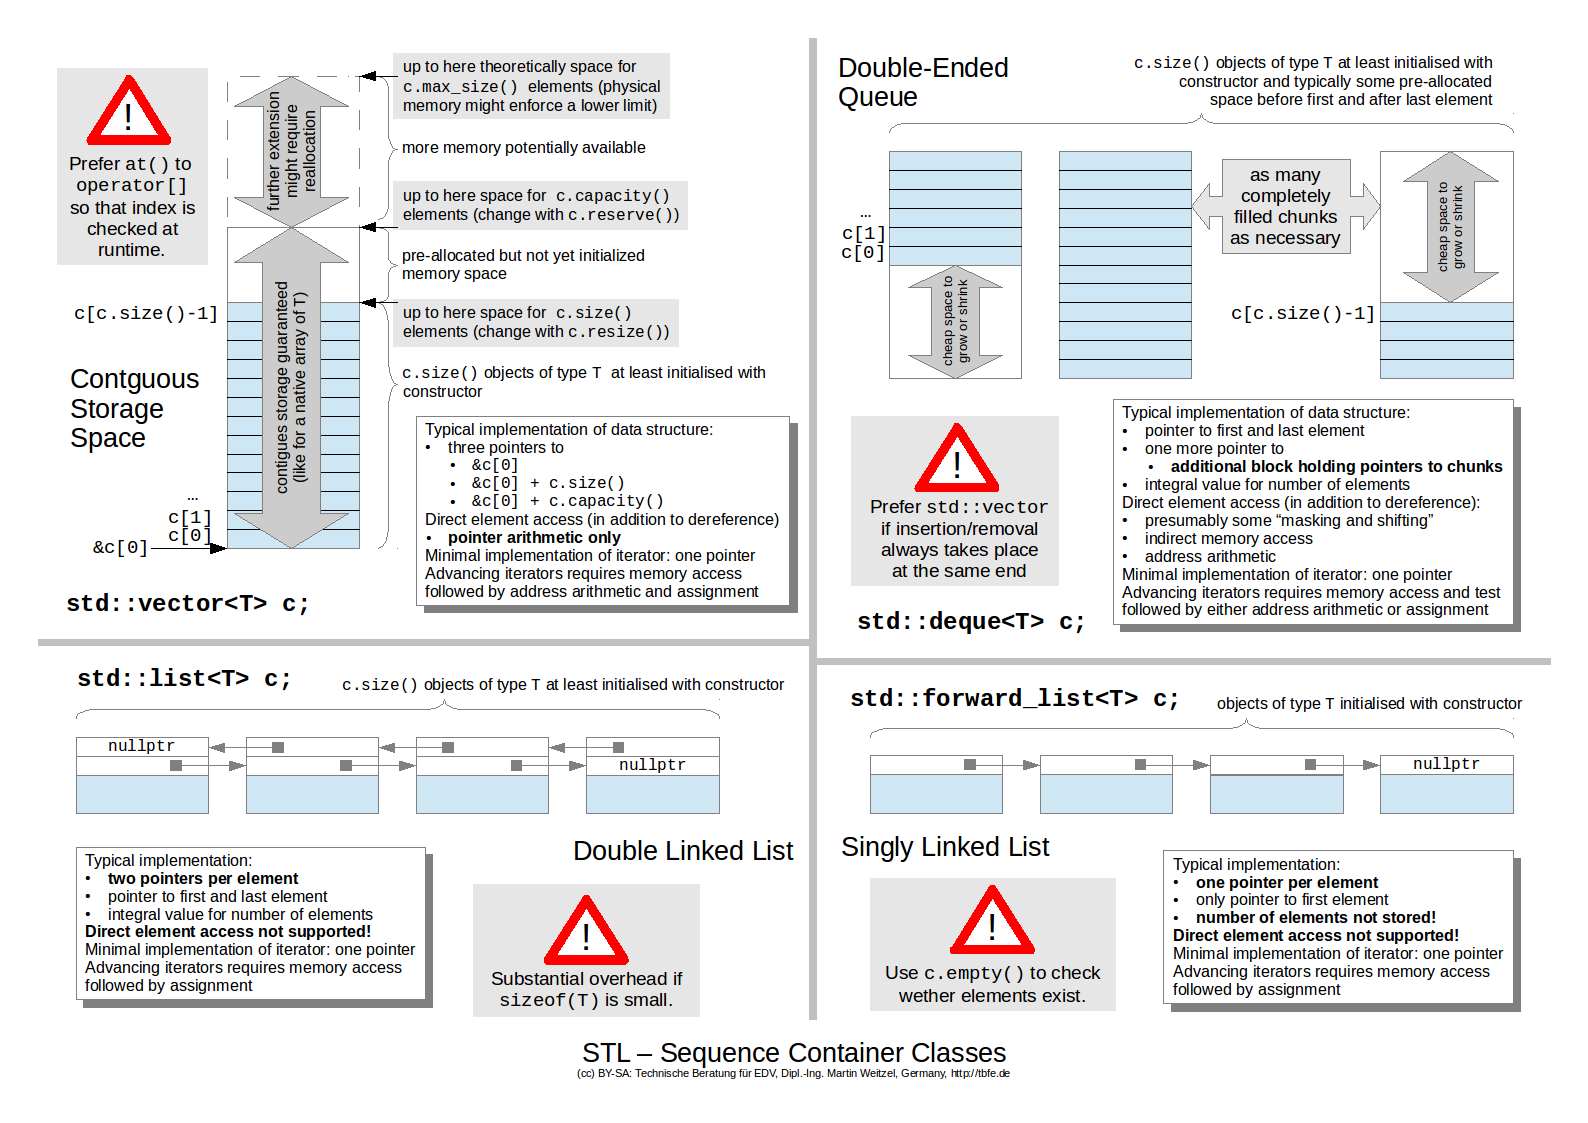 Prefer at() to
operator[]
so that index is
checked at
runtime.
further extension
might require
reallocation
up to here theoretically space for
c.max_size() elements (physical
memory might enforce a lower limit)
more memory potentially available
up to here space for c.capacity()
elements (change with c.reserve())
pre-allocated but not yet initialized
memory space
up to here space for c.size()
elements (change with c.resize())
c.size() objects of type T at least initialised with
constructor
contigues storage guaranteed
(like for a native array of T)
c[c.size()-1]
Contguous
Storage
Space
…
c[1]
c[0]
&c[0]
std::vector<T> c;
Typical implementation of data structure:
• three pointers to
• &c[0]
• &c[0] + c.size()
• &c[0] + c.capacity()
Direct element access (in addition to dereference)
• pointer arithmetic only
Minimal implementation of iterator: one pointer
Advancing iterators requires memory access
followed by address arithmetic and assignment
Double-Ended
Queue
c.size() objects of type T at least initialised with
constructor and typically some pre-allocated
space before first and after last element
…
c[1]
c[0]
cheap space to
grow or shrink
as many
completely
filled chunks
as necessary
cheap space to
grow or shrink
c[c.size()-1]
Prefer std::vector
if insertion/removal
always takes place
at the same end
std::deque<T> c;
Typical implementation of data structure:
• pointer to first and last element
• one more pointer to
• additional block holding pointers to chunks
• integral value for number of elements
Direct element access (in addition to dereference):
• presumably some “masking and shifting”
• indirect memory access
• address arithmetic
Minimal implementation of iterator: one pointer
Advancing iterators requires memory access and test
followed by either address arithmetic or assignment
std::list<T> c;
c.size() objects of type T at least initialised with constructor
nullptr
nullptr
Double Linked List
Typical implementation:
• two pointers per element
• pointer to first and last element
• integral value for number of elements
Direct element access not supported!
Minimal implementation of iterator: one pointer
Advancing iterators requires memory access
followed by assignment
Substantial overhead if
sizeof(T) is small.
std::forward_list<T> c;
objects of type T initialised with constructor
nullptr
Singly Linked List
Use c.empty() to check
wether elements exist.
Typical implementation:
• one pointer per element
• only pointer to first element
• number of elements not stored!
Direct element access not supported!
Minimal implementation of iterator: one pointer
Advancing iterators requires memory access
followed by assignment
STL – Sequence Container Classes
(cc) BY-SA: Technische Beratung für EDV, Dipl.-Ing. Martin Weitzel, Germany, http://tbfe.de